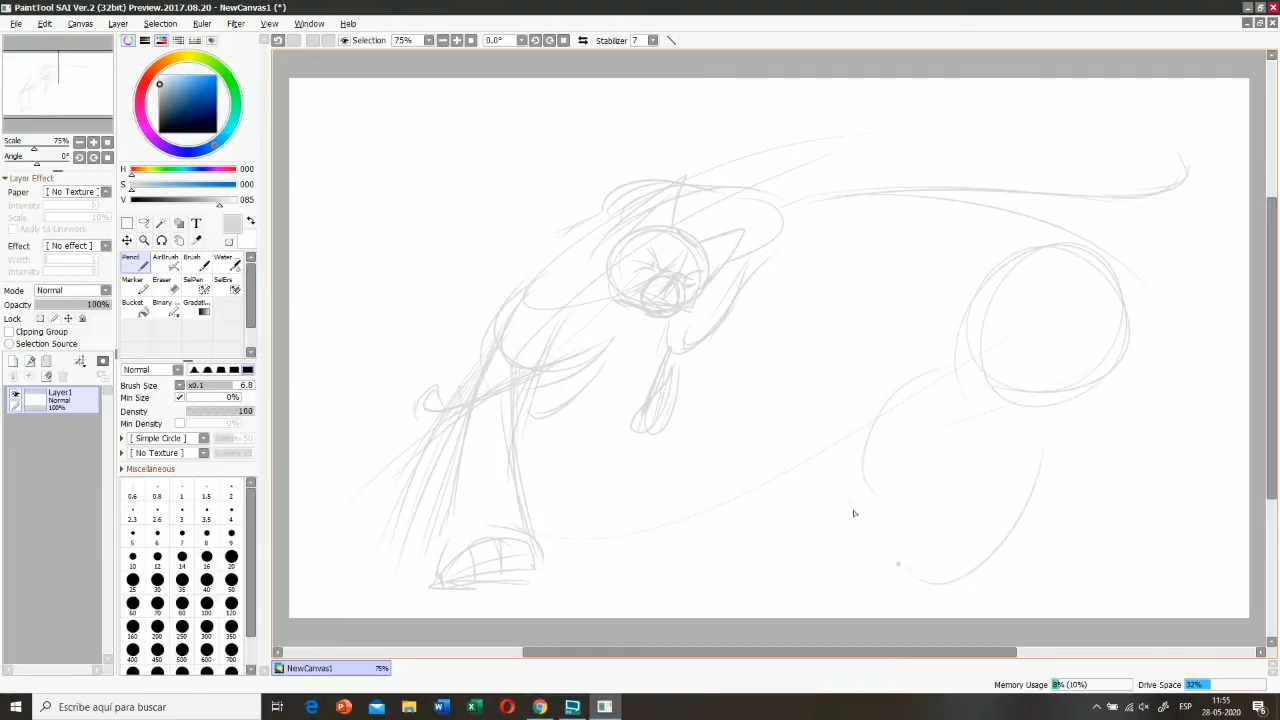 PaintTool SAI Ver.2 (32bit) Preview.2017.08.20 - NewCanvas1 (*)
File Edit Canvas Layer Selection Ruler Filter View Window Help
Selection 75% 0.0° Stabilizer 7
Scale 75%
Angle 0°
Layer Effect
Paper [ No Texture ]
Intensity 0
Scale 100%
Apply to Linework
Effect [ No effect ]
Width 1
Intensity 0
Mode Normal
Opacity 100%
Lock
Clipping Group
Selection Source
Layer1
Normal
100%
H 000
S 000
V 085
T
Pencil AirBrush Brush Water ...
Marker Eraser SelPen SelErs
Bucket Binary ... Gradati...
Normal
Brush Size x0.1 6.8
Min Size 0%
Density 100
Min Density 0%
[ Simple Circle ] 50
[ No Texture ]
Miscellaneous
0.6 0.8 1 1.5 2
2.3 2.6 3 3.5 4
5 6 7 8 9
10 12 14 16 20
25 30 35 40 50
60 70 80 100 120
160 200 250 300 350
400 450 500 600 700
NewCanvas1 75%
Memory Usage 8% (10%) Drive Space 32%
Escribe aquí para buscar
ESP
11:55
28-05-2020
6